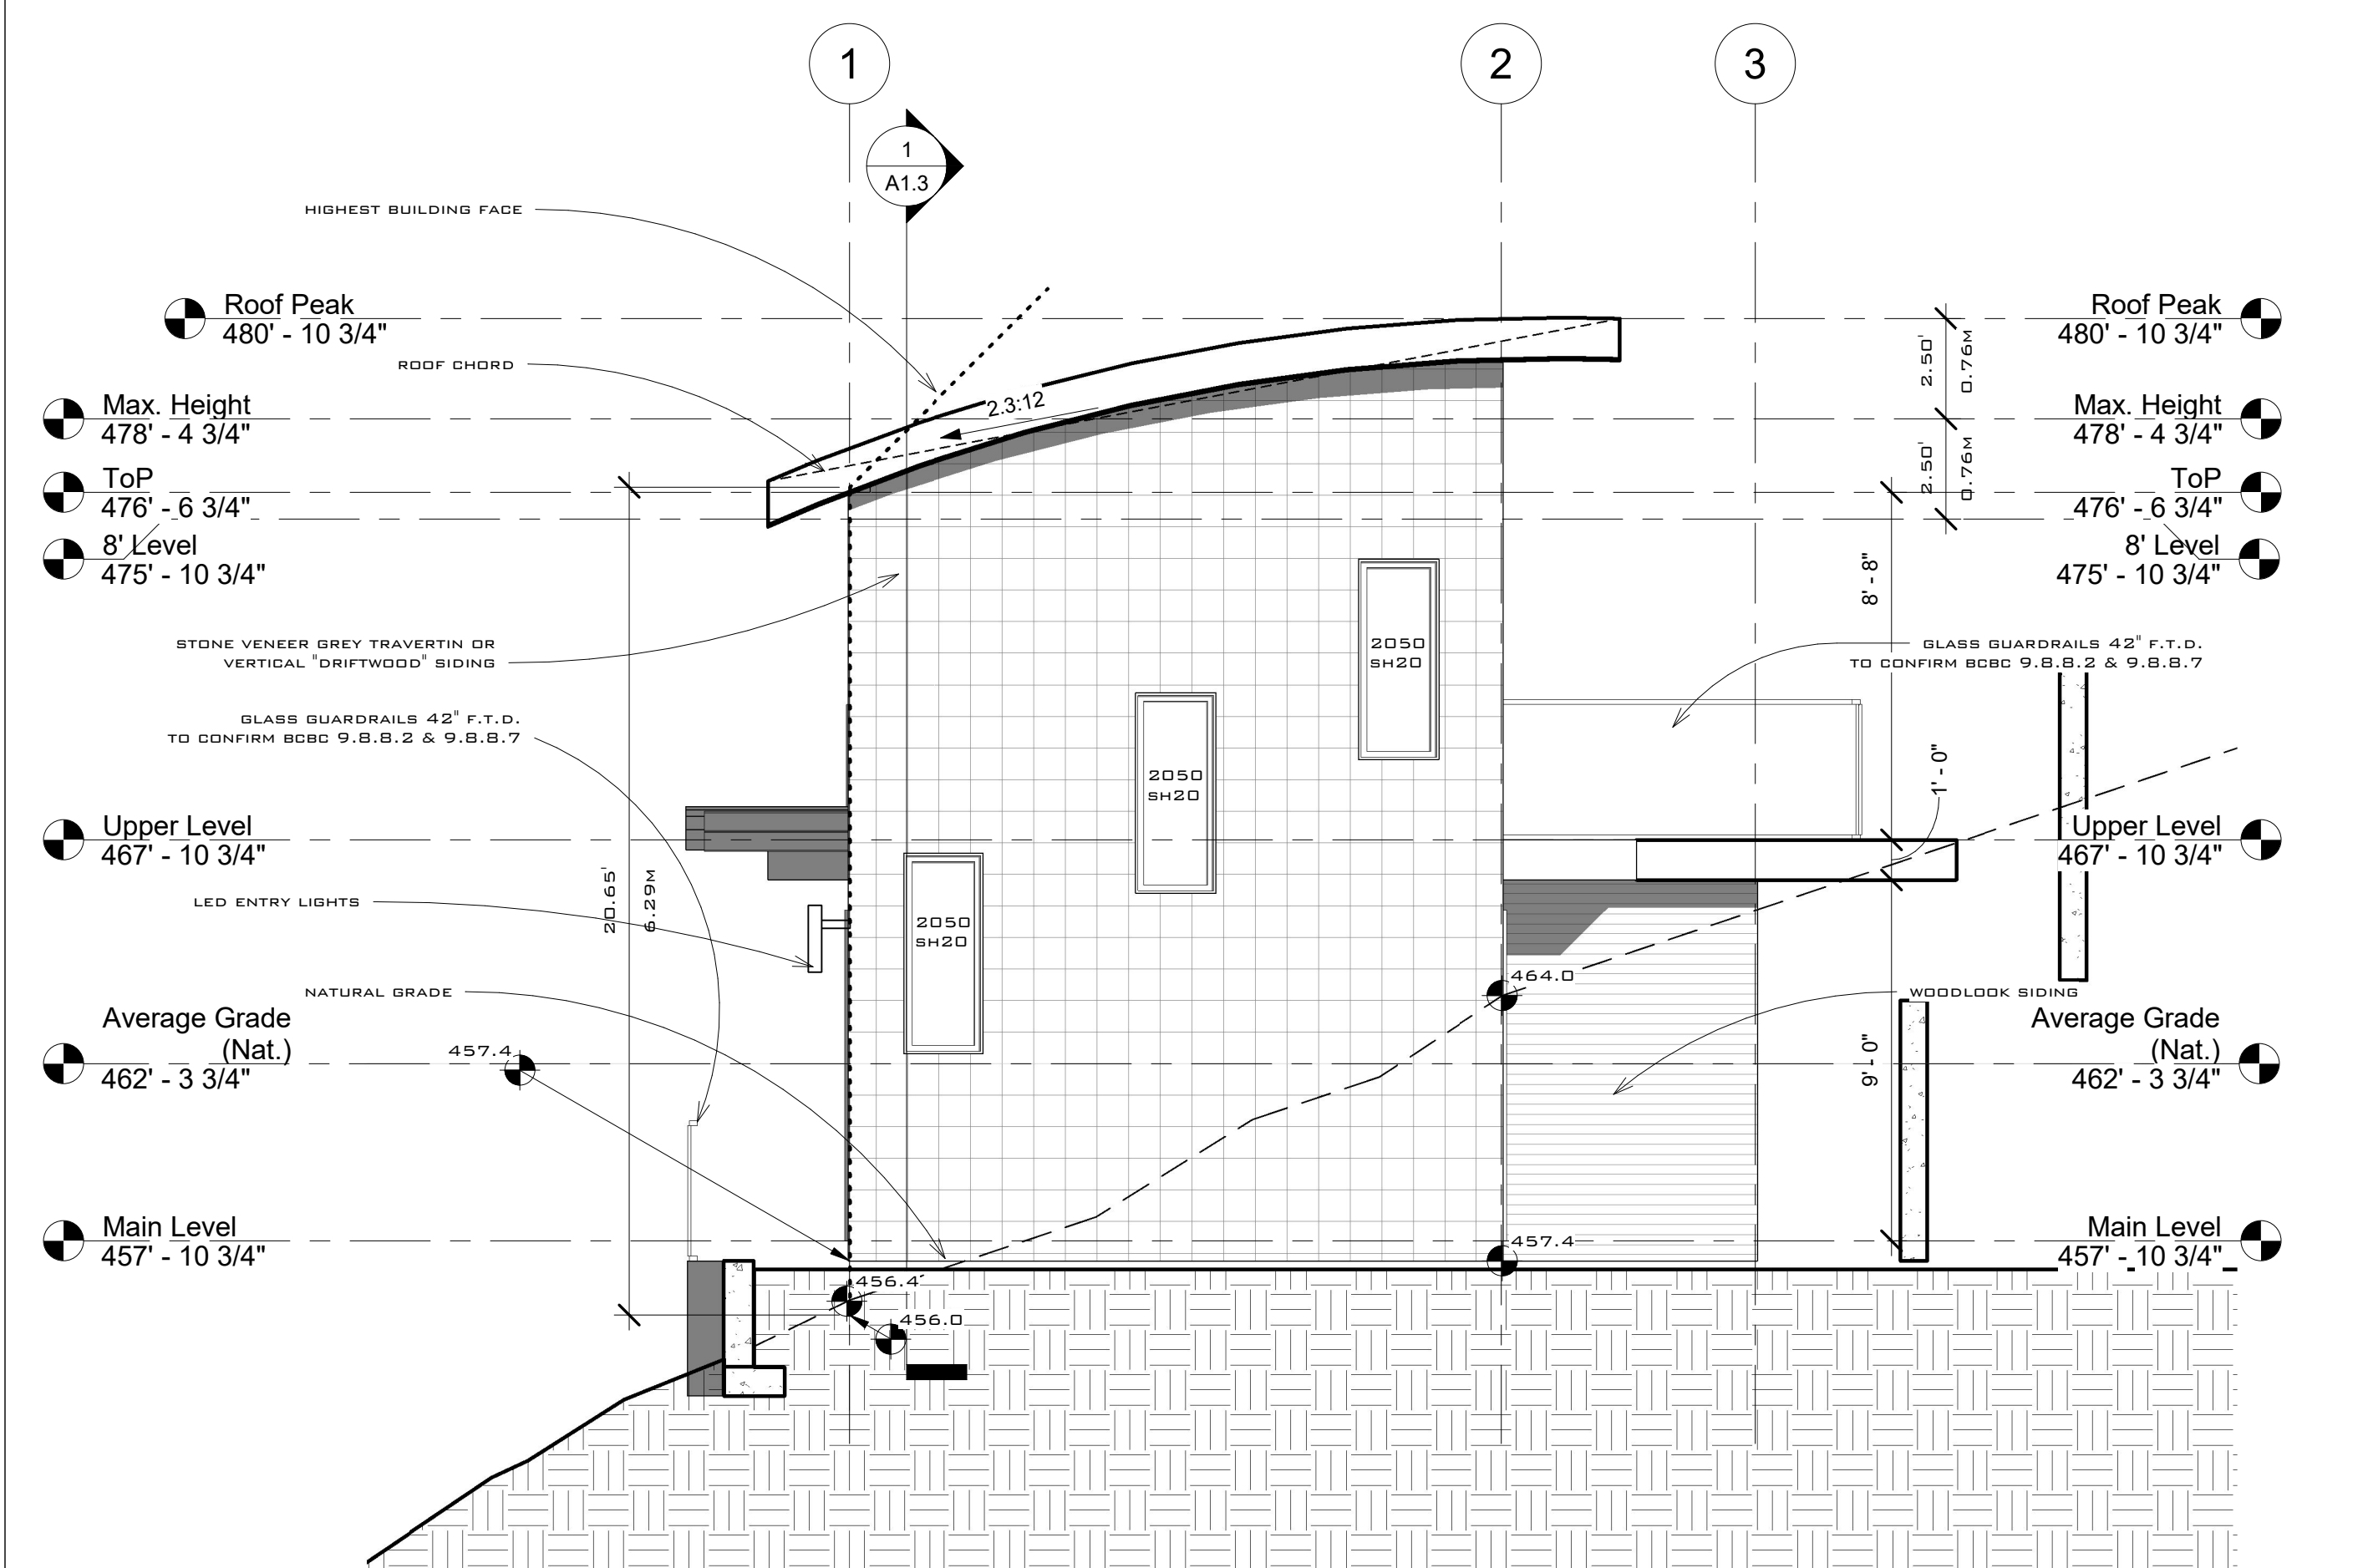 1
2
3
1
A1.3
HIGHEST BUILDING FACE
Roof Peak
480' - 10 3/4"
Roof Peak
480' - 10 3/4"
ROOF CHORD
2.3:12
2.50'
0.76M
Max. Height
478' - 4 3/4"
Max. Height
478' - 4 3/4"
2.50'
0.76M
ToP
476' - 6 3/4"
ToP
476' - 6 3/4"
8' Level
475' - 10 3/4"
8' Level
475' - 10 3/4"
8' - 8"
STONE VENEER GREY TRAVERTIN OR
VERTICAL "DRIFTWOOD" SIDING
2050
SH20
GLASS GUARDRAILS 42" F.T.D.
TO CONFIRM BCBC 9.8.8.2 & 9.8.8.7
GLASS GUARDRAILS 42" F.T.D.
TO CONFIRM BCBC 9.8.8.2 & 9.8.8.7
2050
SH20
1' - 0"
Upper Level
467' - 10 3/4"
Upper Level
467' - 10 3/4"
20.65'
6.29M
LED ENTRY LIGHTS
2050
SH20
464.0
NATURAL GRADE
WOODLOOK SIDING
Average Grade
(Nat.)
462' - 3 3/4"
457.4
9' - 0"
Average Grade
(Nat.)
462' - 3 3/4"
Main Level
457' - 10 3/4"
457.4
Main Level
457' - 10 3/4"
456.4'
456.0